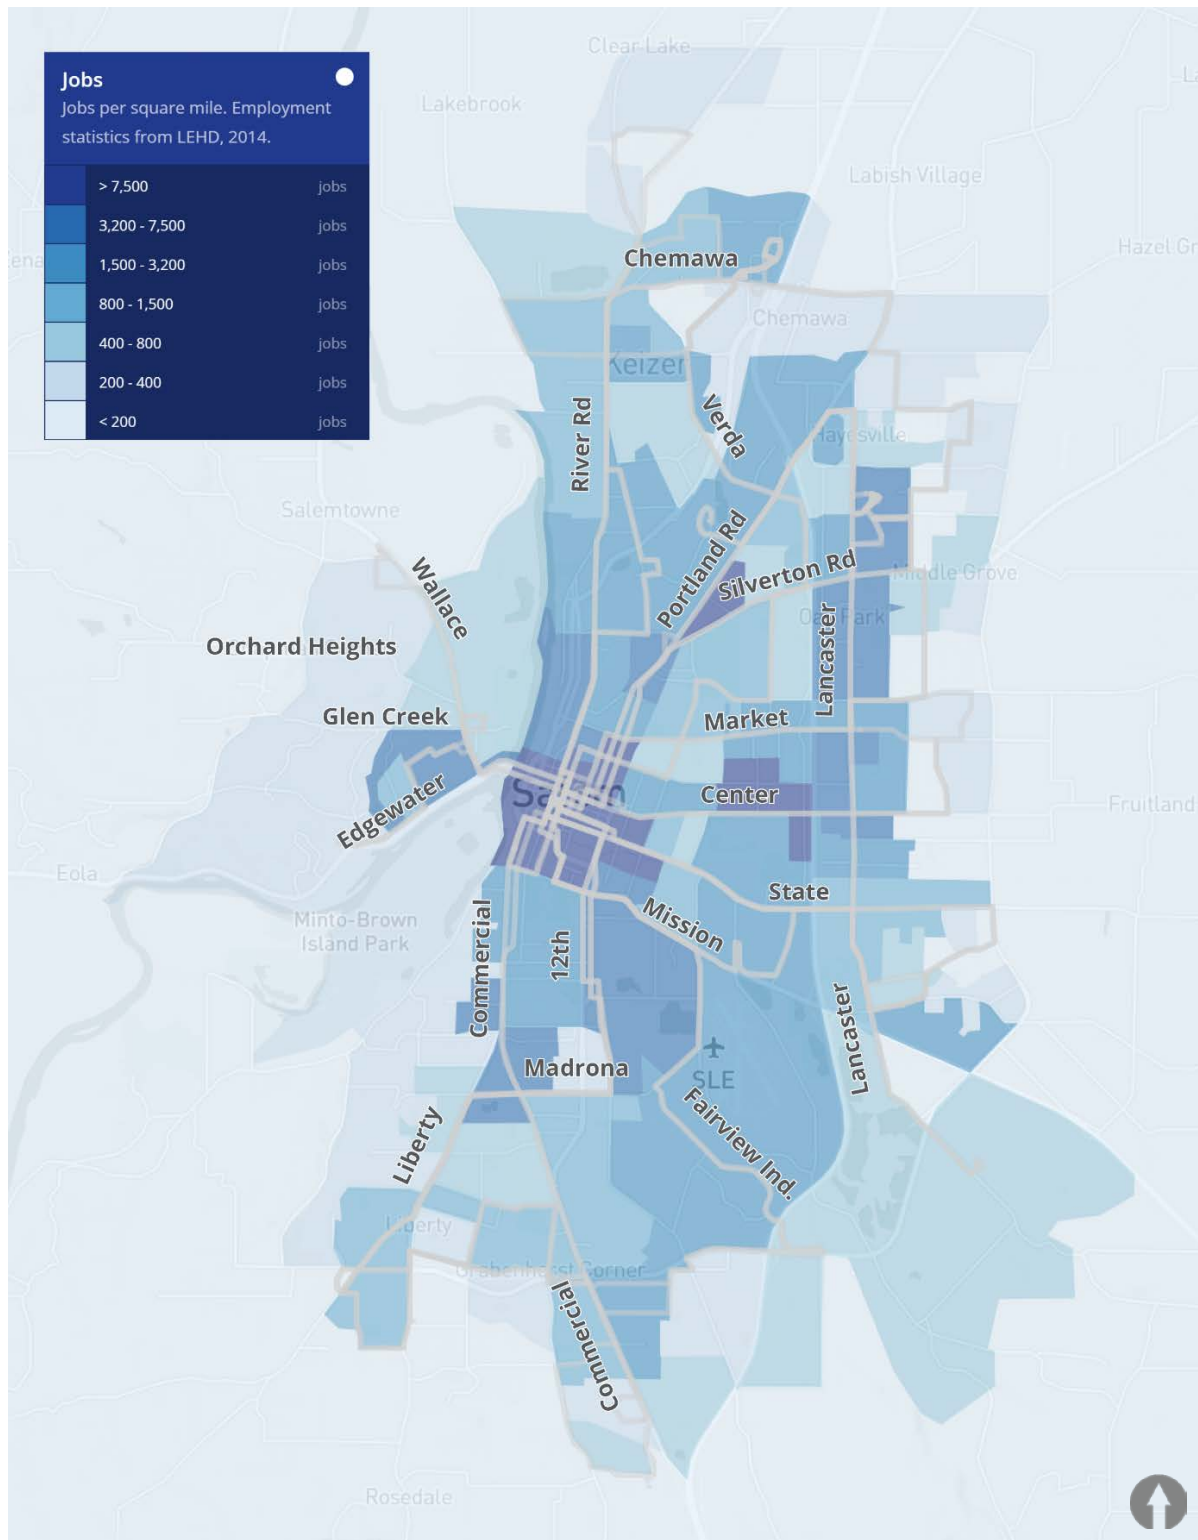 Clear Lake
Jobs
Jobs per square mile. Employment
statistics from LEHD, 2014.
> 7,500 jobs
3,200 - 7,500 jobs
1,500 - 3,200 jobs
800 - 1,500 jobs
400 - 800 jobs
200 - 400 jobs
< 200 jobs
Lakebrook
Labish Village
Hazel Gr
Chemawa
Chemawa
Keizer
River Rd
Verda
Hayesville
Salemtowne
Portland Rd
Silverton Rd
Middle Grove
Wallace
Orchard Heights
Lancaster
Glen Creek
Market
Salem
Center
Edgewater
Fruitland
Eola
State
Minto-Brown
Island Park
Mission
Commercial
12th
Lancaster
Madrona
SLE
Fairview Ind.
Liberty
Liberty
Grabenhorst Corner
Commercial
Rosedale